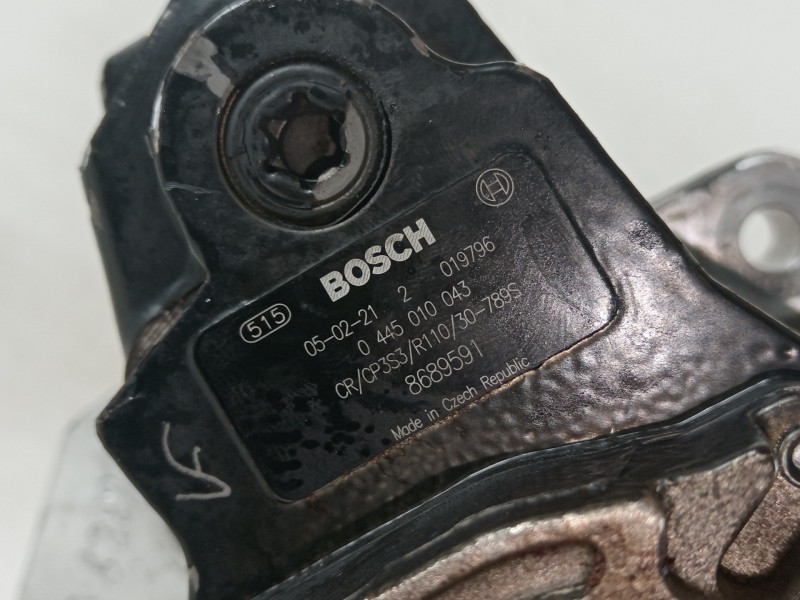 BOSCH
515
05-02-21 2 019796
0 445 010 043
CR/CP3S3/R110/30-789S
8689591
Made in Czech Republic